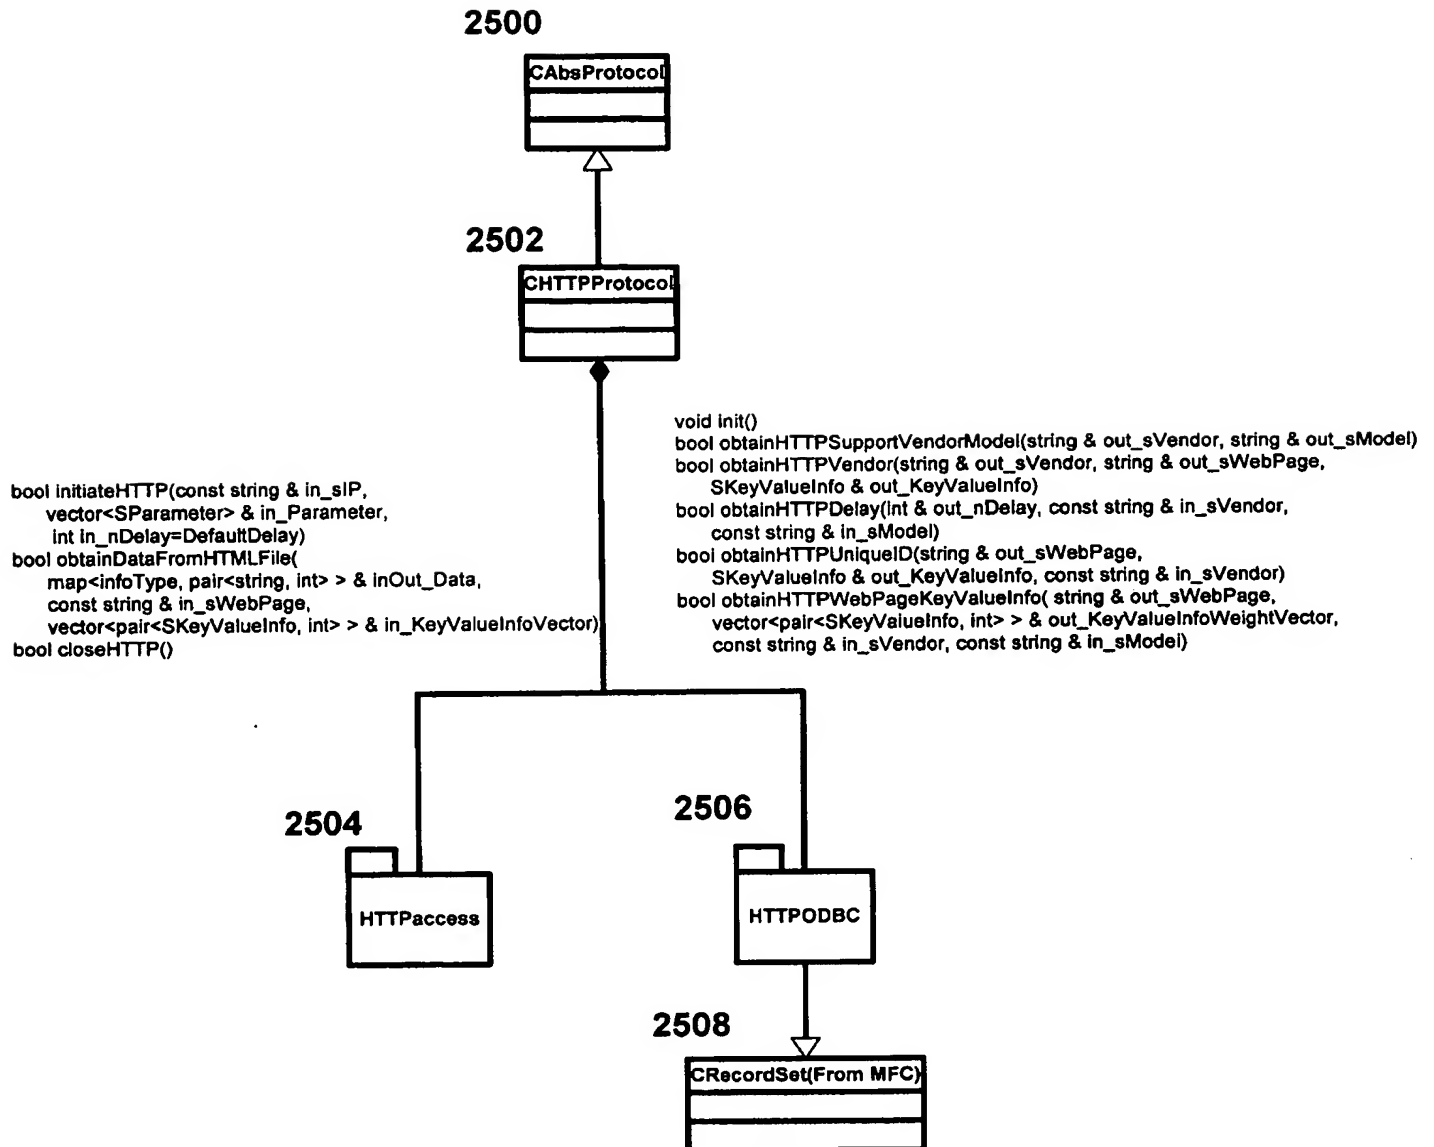 2500
CAbsProtocol
2502
CHTTPProtocol
void init()
bool obtainHTTPSupportVendorModel(string & out_sVendor, string & out_sModel)
bool obtainHTTPVendor(string & out_sVendor, string & out_sWebPage,
SKeyValueInfo & out_KeyValueInfo)
bool obtainHTTPDelay(int & out_nDelay, const string & in_sVendor,
const string & in_sModel)
bool obtainHTTPUniqueID(string & out_sWebPage,
SKeyValueInfo & out_KeyValueInfo, const string & in_sVendor)
bool obtainHTTPWebPageKeyValueInfo( string & out_sWebPage,
vector<pair<SKeyValueInfo, int> > & out_KeyValueInfoWeightVector,
const string & in_sVendor, const string & in_sModel)
bool initiateHTTP(const string & in_sIP,
vector<SParameter> & in_Parameter,
int in_nDelay=DefaultDelay)
bool obtainDataFromHTMLFile(
map<infoType, pair<string, int> > & inOut_Data,
const string & in_sWebPage,
vector<pair<SKeyValueInfo, int> > & in_KeyValueInfoVector)
bool closeHTTP()
2504
HTTPaccess
2506
HTTPODBC
2508
CRecordSet(From MFC)